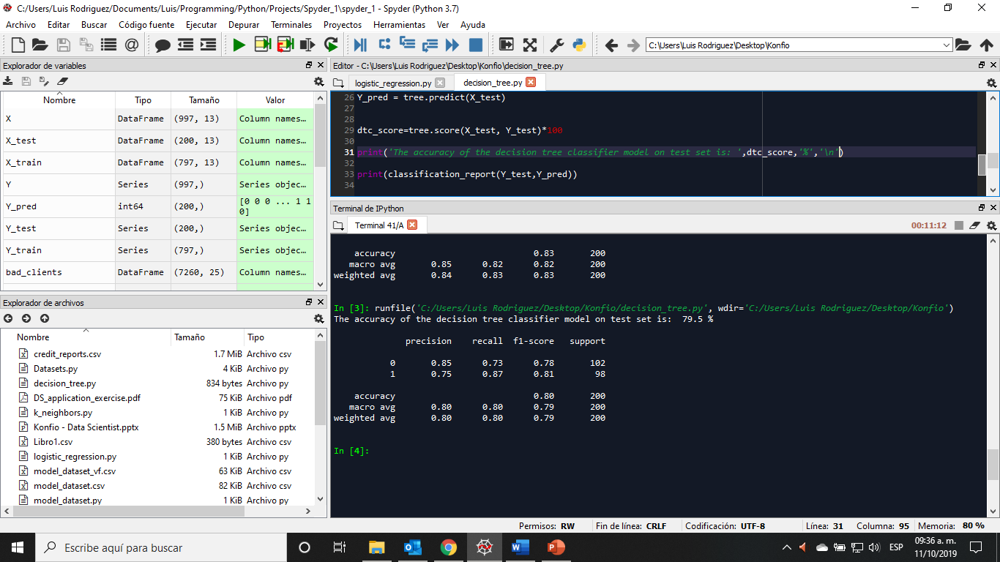 C:/Users/Luis Rodriguez/Documents/Luis/Programming/Python/Projects/Spyder_1\spyder_1 - Spyder (Python 3.7)
Archivo Editar Buscar Código fuente Ejecutar Depurar Terminales Proyectos Herramientas Ver Ayuda
C:\Users\Luis Rodriguez\Desktop\Konfio
Explorador de variables
Nombre Tipo Tamaño Valor
X DataFrame (997, 13) Column names…
X_test DataFrame (200, 13) Column names…
X_train DataFrame (797, 13) Column names…
Y Series (997,) Series objec…
Y_pred int64 (200,) [0 0 0 ... 1 1
0]
Y_test Series (200,) Series objec…
Y_train Series (797,) Series objec…
bad_clients DataFrame (7260, 25) Column names…
Explorador de archivos
Nombre Tamaño Tipo
credit_reports.csv 1.7 MiB Archivo csv
Datasets.py 4 KiB Archivo py
decision_tree.py 834 bytes Archivo py
DS_application_exercise.pdf 75 KiB Archivo pdf
k_neighbors.py 1 KiB Archivo py
Konfio - Data Scientist.pptx 1.5 MiB Archivo pptx
Libro1.csv 380 bytes Archivo csv
logistic_regression.py 1 KiB Archivo py
model_dataset_vf.csv 63 KiB Archivo csv
model_dataset.csv 82 KiB Archivo csv
model_dataset.py 1 KiB Archivo py
Editor - C:\Users\Luis Rodriguez\Desktop\Konfio\decision_tree.py
logistic_regression.py decision_tree.py
26 Y_pred = tree.predict(X_test)
27
28
29 dtc_score=tree.score(X_test, Y_test)*100
30
31 print('The accuracy of the decision tree classifier model on test set is: ',dtc_score,'%','\n')
32
33 print(classification_report(Y_test,Y_pred))
34
Terminal de IPython
Terminal 41/A 00:11:12
accuracy 0.83 200
macro avg 0.85 0.82 0.82 200
weighted avg 0.84 0.83 0.83 200
In [3]: runfile('C:/Users/Luis Rodriguez/Desktop/Konfio/decision_tree.py', wdir='C:/Users/Luis Rodriguez/Desktop/Konfio')
The accuracy of the decision tree classifier model on test set is:  79.5 %
precision recall f1-score support
0 0.85 0.73 0.78 102
1 0.75 0.87 0.81 98
accuracy 0.80 200
macro avg 0.80 0.80 0.79 200
weighted avg 0.80 0.80 0.79 200
In [4]:
Permisos: RW Fin de línea: CRLF Codificación: UTF-8 Línea: 31 Columna: 95 Memoria: 80 %
Escribe aquí para buscar
ESP
09:36 a. m.
11/10/2019